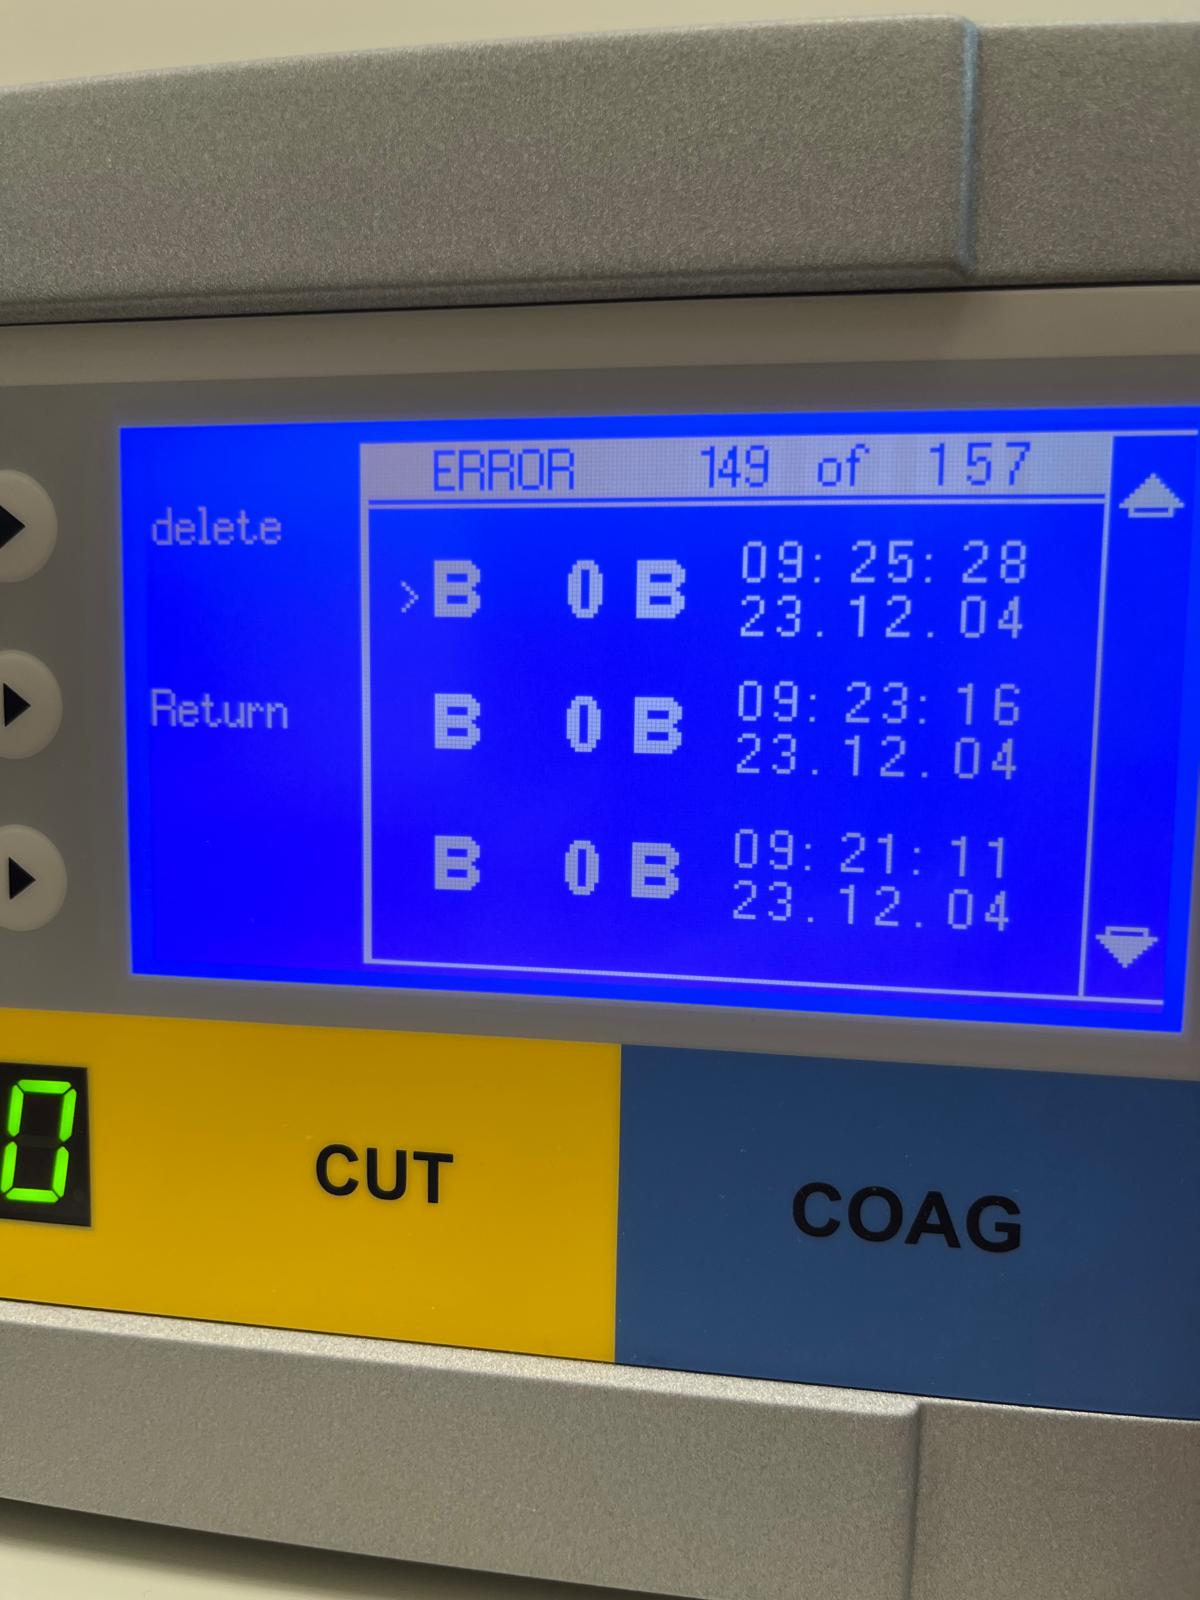 ERROR 149 of 157
delete
>B 0B 09:25:28
23.12.04
Return
B 0B 09:23:16
23.12.04
B 0B 09:21:11
23.12.04
0
CUT
COAG